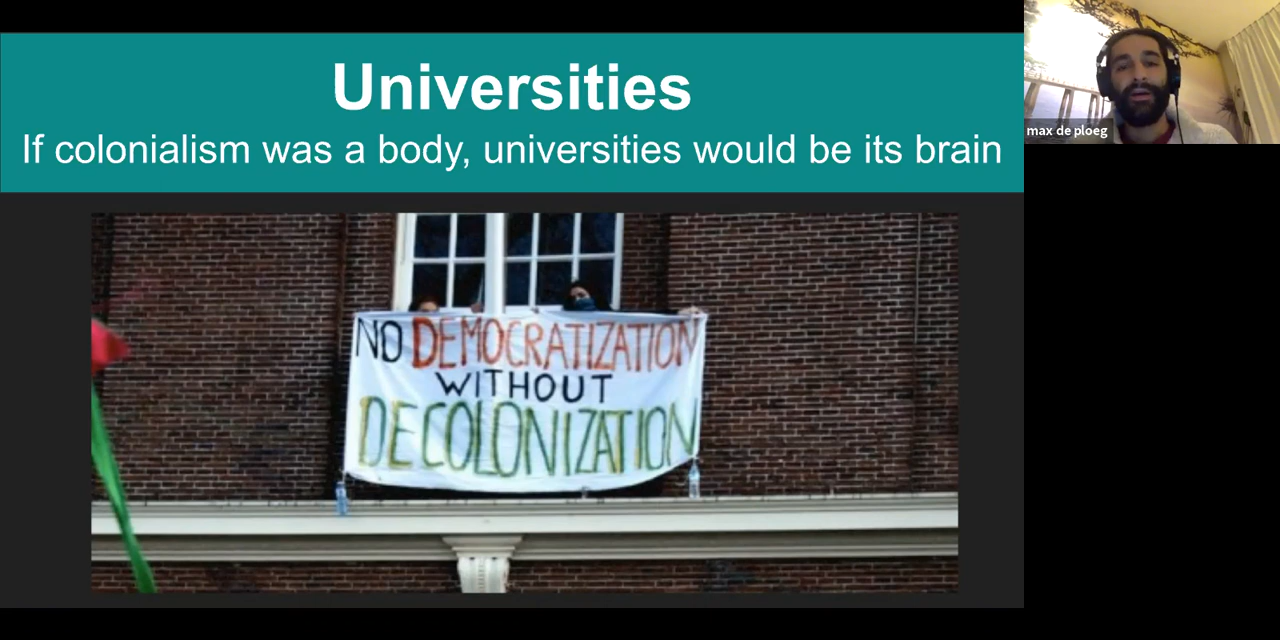 Universities
If colonialism was a body, universities would be its brain
NO DEMOCRATIZATION
WITHOUT
DECOLONIZATION
max de ploeg